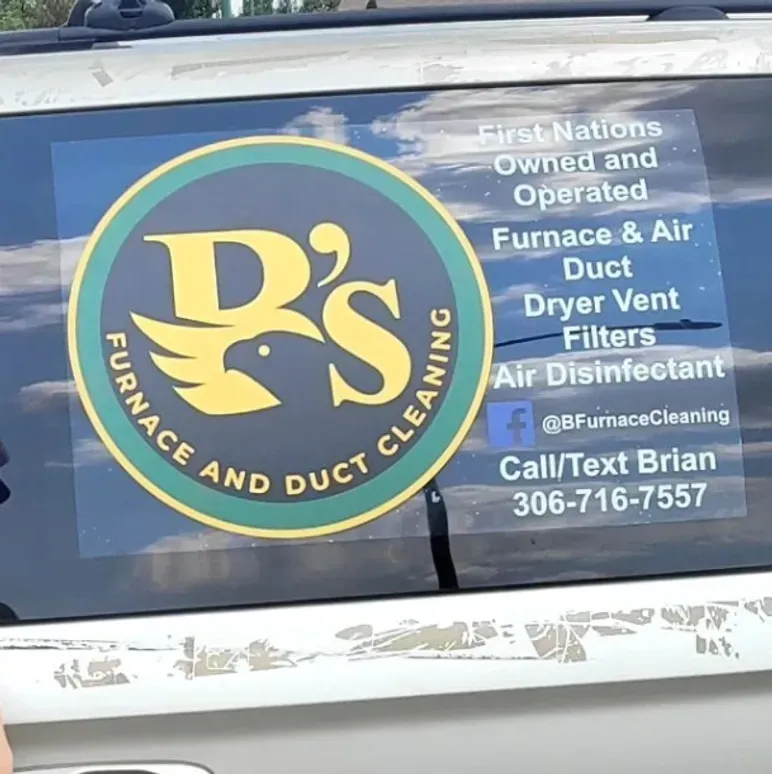 B's
FURNACE AND DUCT CLEANING
First Nations
Owned and
Operated
Furnace & Air
Duct
Dryer Vent
Filters
Air Disinfectant
f @BFurnaceCleaning
Call/Text Brian
306-716-7557